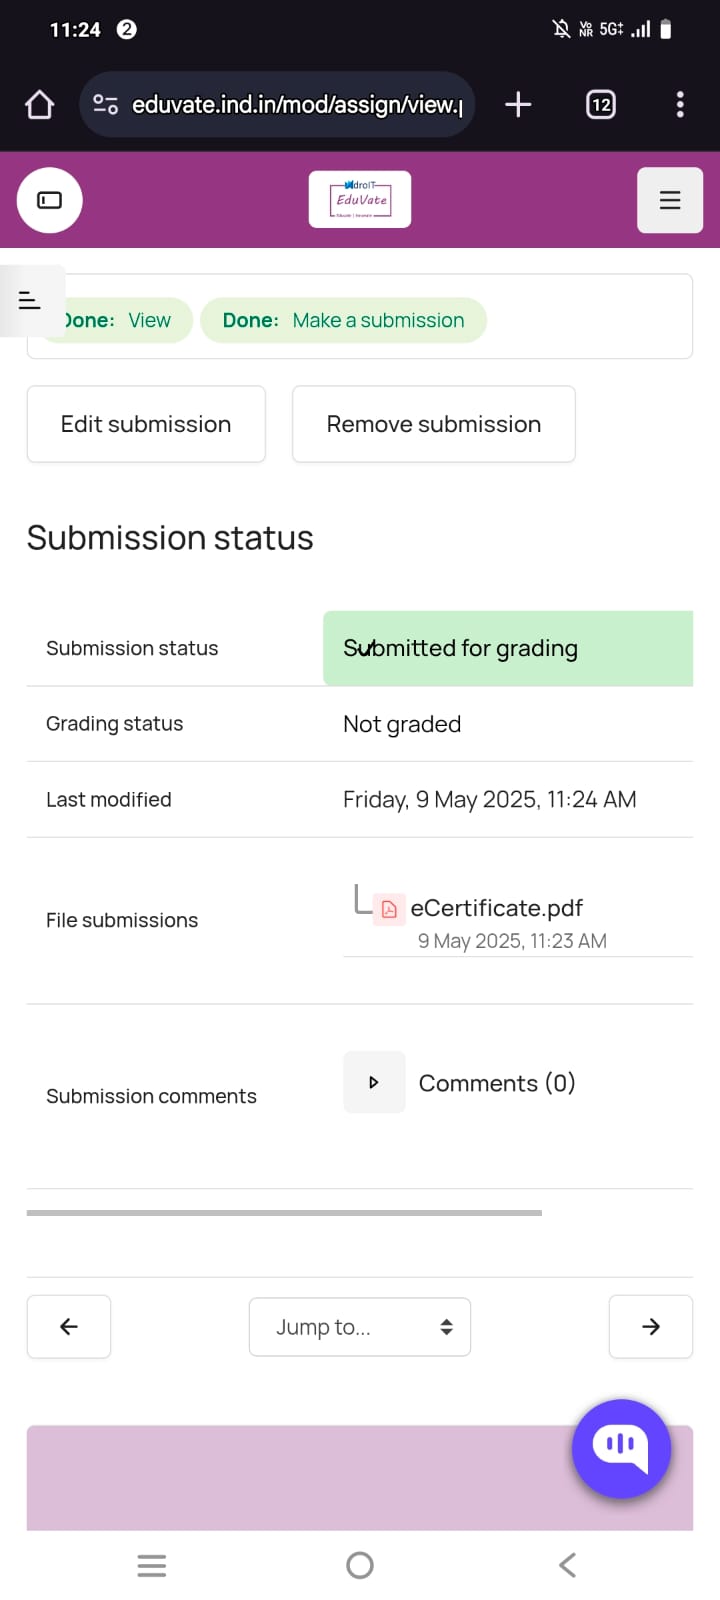 11:24 2 Vo NR 5G‡
eduvate.ind.in/mod/assign/view.p 12
droIT
EduVate
Done: View Done: Make a submission
Edit submission Remove submission
Submission status
Submission status Submitted for grading
Grading status Not graded
Last modified Friday, 9 May 2025, 11:24 AM
File submissions eCertificate.pdf
9 May 2025, 11:23 AM
Submission comments Comments (0)
Jump to...